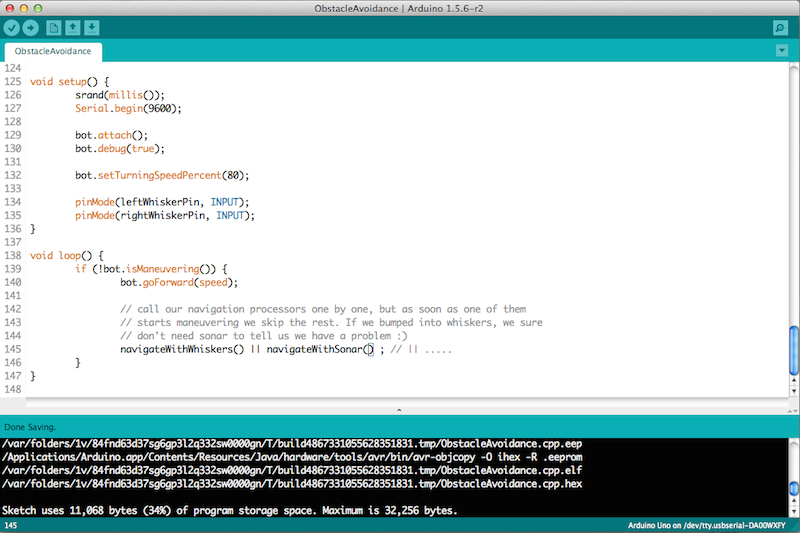 ObstacleAvoidance | Arduino 1.5.6-r2
ObstacleAvoidance
124
125 void setup() {
126 srand(millis());
127 Serial.begin(9600);
128
129 bot.attach();
130 bot.debug(true);
131
132 bot.setTurningSpeedPercent(80);
133
134 pinMode(leftWhiskerPin, INPUT);
135 pinMode(rightWhiskerPin, INPUT);
136 }
137
138 void loop() {
139 if (!bot.isManeuvering()) {
140 bot.goForward(speed);
141
142 // call our navigation processors one by one, but as soon as one of them
143 // starts maneuvering we skip the rest. If we bumped into whiskers, we sure
144 // don't need sonar to tell us we have a problem :)
145 navigateWithWhiskers() || navigateWithSonar() ; // || .....
146 }
147 }
148
Done Saving.
/var/folders/1v/84fnd63d37sg6gp3l2q332sw0000gn/T/build4867331055628351831.tmp/ObstacleAvoidance.cpp.eep
/Applications/Arduino.app/Contents/Resources/Java/hardware/tools/avr/bin/avr-objcopy -O ihex -R .eeprom
/var/folders/1v/84fnd63d37sg6gp3l2q332sw0000gn/T/build4867331055628351831.tmp/ObstacleAvoidance.cpp.elf
/var/folders/1v/84fnd63d37sg6gp3l2q332sw0000gn/T/build4867331055628351831.tmp/ObstacleAvoidance.cpp.hex
Sketch uses 11,068 bytes (34%) of program storage space. Maximum is 32,256 bytes.
145 Arduino Uno on /dev/tty.usbserial-DA00WXFY